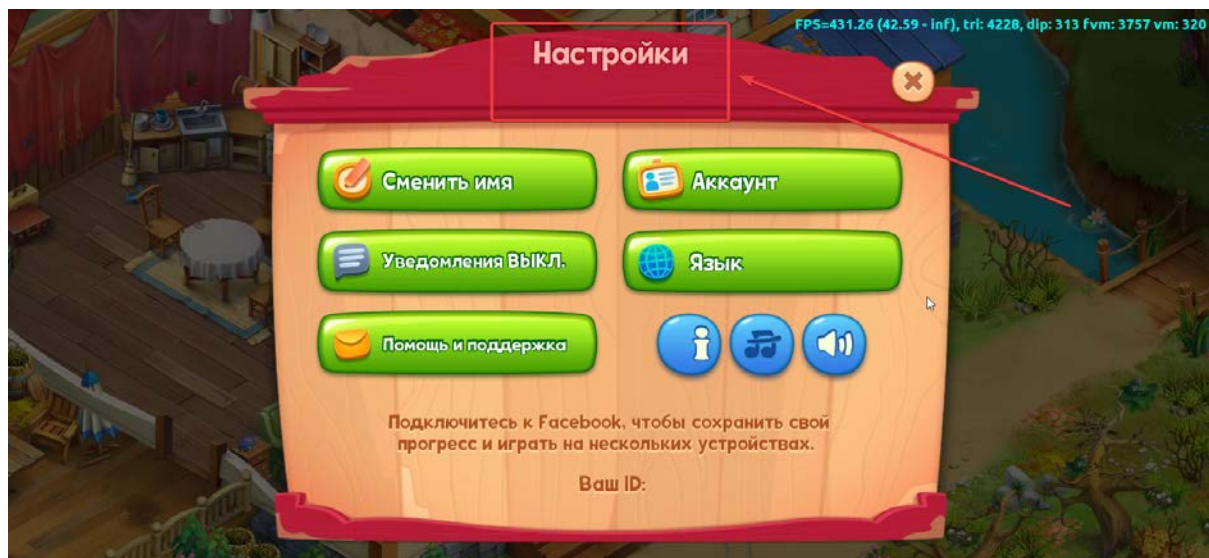 FPS=431.26 (42.59 - inf), tri: 4228, dip: 313 fvm: 3757 vm: 320
Настройки
Сменить имя
Аккаунт
Уведомления ВЫКЛ.
Язык
Помощь и поддержка
Подключитесь к Facebook, чтобы сохранить свой
прогресс и играть на нескольких устройствах.
Ваш ID: